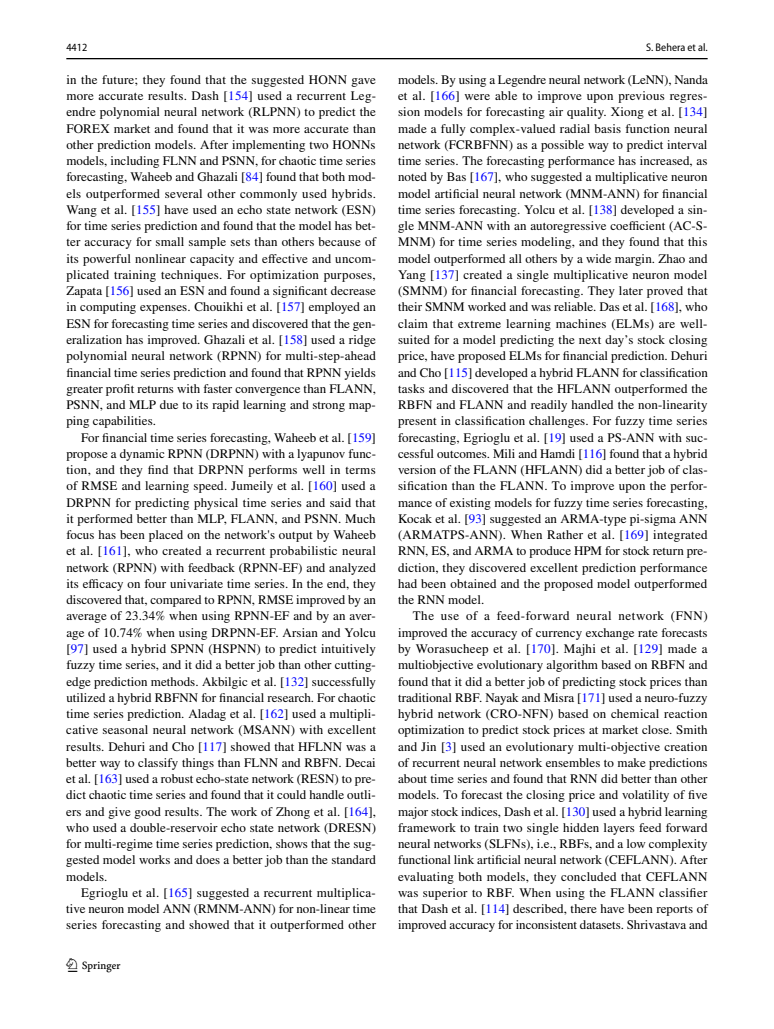 4412
S. Behera et al.
in the future; they found that the suggested HONN gave
more accurate results. Dash [154] used a recurrent Leg-
endre polynomial neural network (RLPNN) to predict the
FOREX market and found that it was more accurate than
other prediction models. After implementing two HONNs
models, including FLNN and PSNN, for chaotic time series
forecasting, Waheeb and Ghazali [84] found that both mod-
els outperformed several other commonly used hybrids.
Wang et al. [155] have used an echo state network (ESN)
for time series prediction and found that the model has bet-
ter accuracy for small sample sets than others because of
its powerful nonlinear capacity and effective and uncom-
plicated training techniques. For optimization purposes,
Zapata [156] used an ESN and found a significant decrease
in computing expenses. Chouikhi et al. [157] employed an
ESN for forecasting time series and discovered that the gen-
eralization has improved. Ghazali et al. [158] used a ridge
polynomial neural network (RPNN) for multi-step-ahead
financial time series prediction and found that RPNN yields
greater profit returns with faster convergence than FLANN,
PSNN, and MLP due to its rapid learning and strong map-
ping capabilities.
For financial time series forecasting, Waheeb et al. [159]
propose a dynamic RPNN (DRPNN) with a lyapunov func-
tion, and they find that DRPNN performs well in terms
of RMSE and learning speed. Jumeily et al. [160] used a
DRPNN for predicting physical time series and said that
it performed better than MLP, FLANN, and PSNN. Much
focus has been placed on the network's output by Waheeb
et al. [161], who created a recurrent probabilistic neural
network (RPNN) with feedback (RPNN-EF) and analyzed
its efficacy on four univariate time series. In the end, they
discovered that, compared to RPNN, RMSE improved by an
average of 23.34% when using RPNN-EF and by an aver-
age of 10.74% when using DRPNN-EF. Arsian and Yolcu
[97] used a hybrid SPNN (HSPNN) to predict intuitively
fuzzy time series, and it did a better job than other cutting-
edge prediction methods. Akbilgic et al. [132] successfully
utilized a hybrid RBFNN for financial research. For chaotic
time series prediction. Aladag et al. [162] used a multipli-
cative seasonal neural network (MSANN) with excellent
results. Dehuri and Cho [117] showed that HFLNN was a
better way to classify things than FLNN and RBFN. Decai
et al. [163] used a robust echo-state network (RESN) to pre-
dict chaotic time series and found that it could handle outli-
ers and give good results. The work of Zhong et al. [164],
who used a double-reservoir echo state network (DRESN)
for multi-regime time series prediction, shows that the sug-
gested model works and does a better job than the standard
models.
Egrioglu et al. [165] suggested a recurrent multiplica-
tive neuron model ANN (RMNM-ANN) for non-linear time
series forecasting and showed that it outperformed other
models. By using a Legendre neural network (LeNN), Nanda
et al. [166] were able to improve upon previous regres-
sion models for forecasting air quality. Xiong et al. [134]
made a fully complex-valued radial basis function neural
network (FCRBFNN) as a possible way to predict interval
time series. The forecasting performance has increased, as
noted by Bas [167], who suggested a multiplicative neuron
model artificial neural network (MNM-ANN) for financial
time series forecasting. Yolcu et al. [138] developed a sin-
gle MNM-ANN with an autoregressive coefficient (AC-S-
MNM) for time series modeling, and they found that this
model outperformed all others by a wide margin. Zhao and
Yang [137] created a single multiplicative neuron model
(SMNM) for financial forecasting. They later proved that
their SMNM worked and was reliable. Das et al. [168], who
claim that extreme learning machines (ELMs) are well-
suited for a model predicting the next day's stock closing
price, have proposed ELMs for financial prediction. Dehuri
and Cho [115] developed a hybrid FLANN for classification
tasks and discovered that the HFLANN outperformed the
RBFN and FLANN and readily handled the non-linearity
present in classification challenges. For fuzzy time series
forecasting, Egrioglu et al. [19] used a PS-ANN with suc-
cessful outcomes. Mili and Hamdi [116] found that a hybrid
version of the FLANN (HFLANN) did a better job of clas-
sification than the FLANN. To improve upon the perfor-
mance of existing models for fuzzy time series forecasting,
Kocak et al. [93] suggested an ARMA-type pi-sigma ANN
(ARMATPS-ANN). When Rather et al. [169] integrated
RNN, ES, and ARMA to produce HPM for stock return pre-
diction, they discovered excellent prediction performance
had been obtained and the proposed model outperformed
the RNN model.
The use of a feed-forward neural network (FNN)
improved the accuracy of currency exchange rate forecasts
by Worasucheep et al. [170]. Majhi et al. [129] made a
multiobjective evolutionary algorithm based on RBFN and
found that it did a better job of predicting stock prices than
traditional RBF. Nayak and Misra [171] used a neuro-fuzzy
hybrid network (CRO-NFN) based on chemical reaction
optimization to predict stock prices at market close. Smith
and Jin [3] used an evolutionary multi-objective creation
of recurrent neural network ensembles to make predictions
about time series and found that RNN did better than other
models. To forecast the closing price and volatility of five
major stock indices, Dash et al. [130] used a hybrid learning
framework to train two single hidden layers feed forward
neural networks (SLFNs), i.e., RBFs, and a low complexity
functional link artificial neural network (CEFLANN). After
evaluating both models, they concluded that CEFLANN
was superior to RBF. When using the FLANN classifier
that Dash et al. [114] described, there have been reports of
improved accuracy for inconsistent datasets. Shrivastava and
Springer